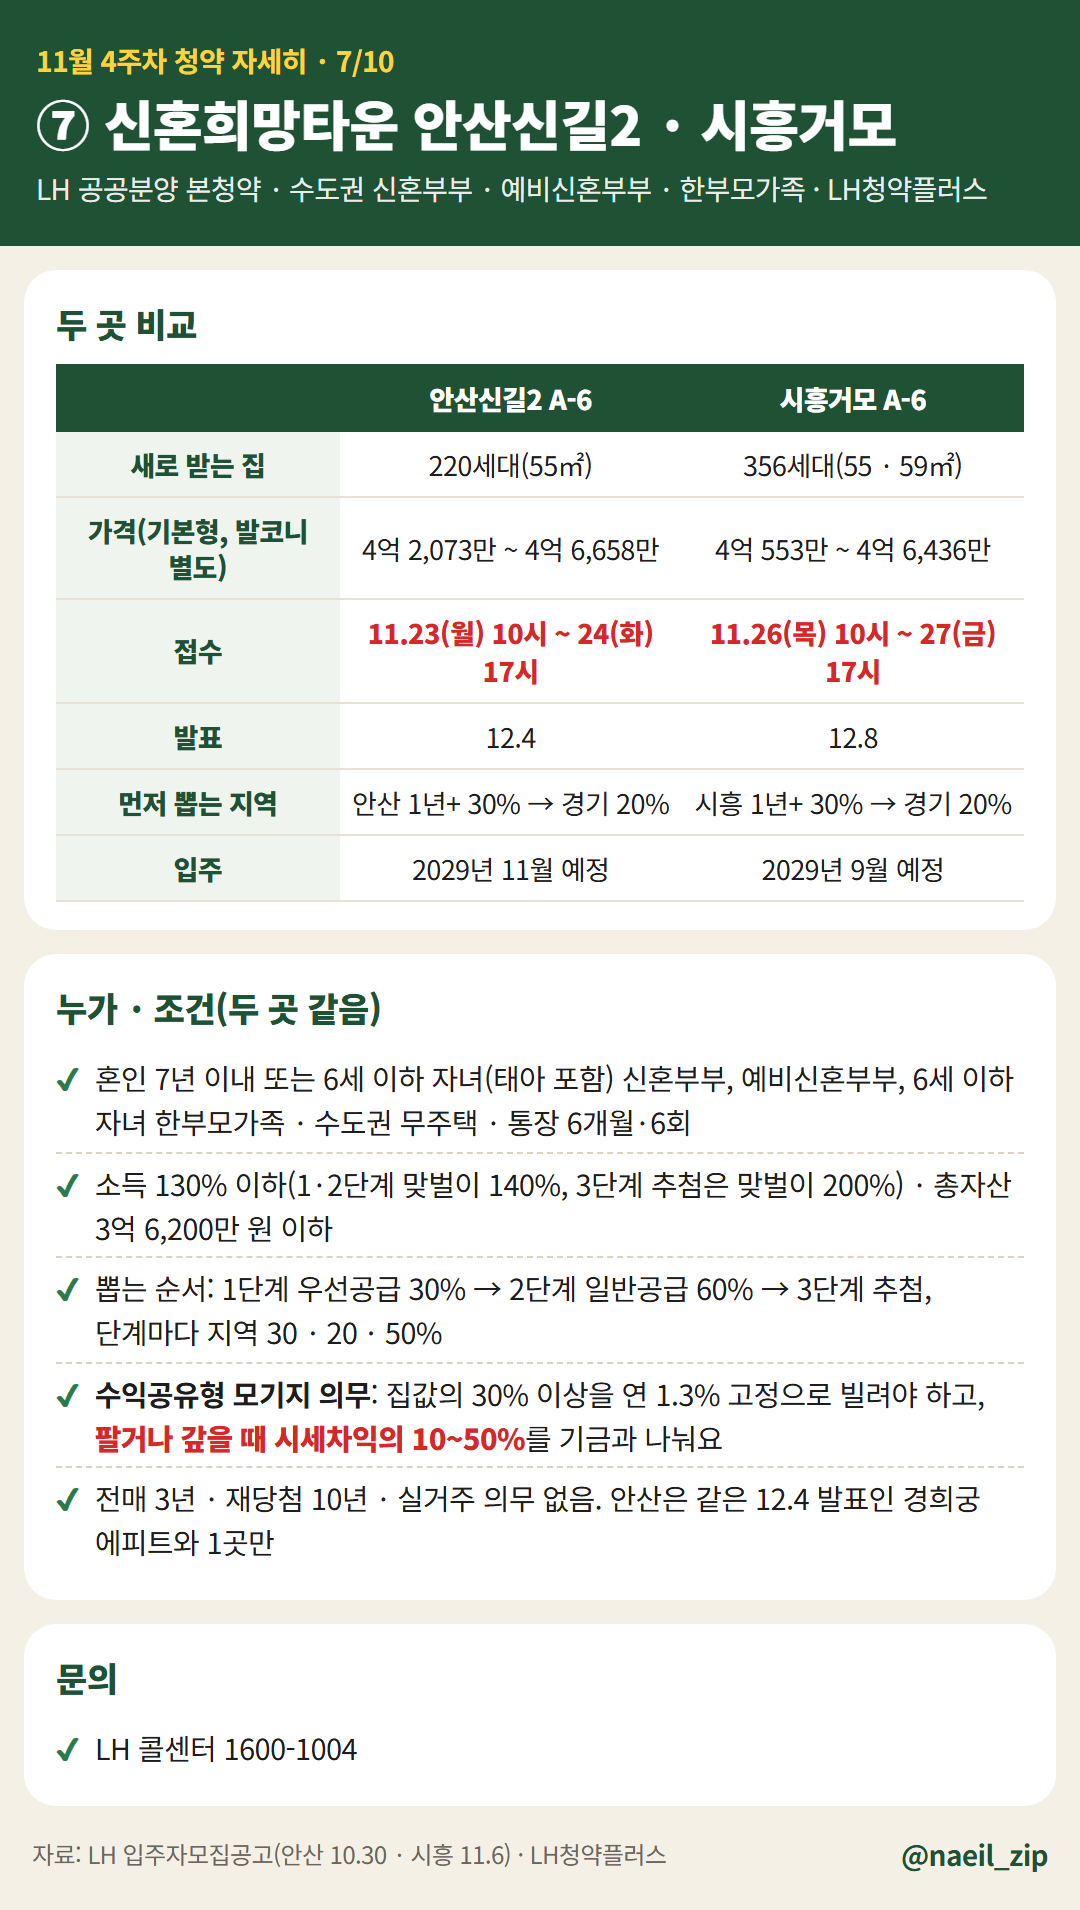 11월 4주차 청약 자세히 · 7/10
⑦ 신혼희망타운 안산신길2 · 시흥거모
LH 공공분양 본청약 · 수도권 신혼부부 · 예비신혼부부 · 한부모가족 · LH청약플러스
두 곳 비교
안산신길2 A-6 시흥거모 A-6
새로 받는 집 220세대(55㎡) 356세대(55 · 59㎡)
가격(기본형, 발코니
별도) 4억 2,073만 ~ 4억 6,658만 4억 553만 ~ 4억 6,436만
접수 11.23(월) 10시 ~ 24(화) 11.26(목) 10시 ~ 27(금)
17시 17시
발표 12.4 12.8
먼저 뽑는 지역 안산 1년+ 30% → 경기 20% 시흥 1년+ 30% → 경기 20%
입주 2029년 11월 예정 2029년 9월 예정
누가 · 조건(두 곳 같음)
✔ 혼인 7년 이내 또는 6세 이하 자녀(태아 포함) 신혼부부, 예비신혼부부, 6세 이하
자녀 한부모가족 · 수도권 무주택 · 통장 6개월·6회
✔ 소득 130% 이하(1·2단계 맞벌이 140%, 3단계 추첨은 맞벌이 200%) · 총자산
3억 6,200만 원 이하
✔ 뽑는 순서: 1단계 우선공급 30% → 2단계 일반공급 60% → 3단계 추첨,
단계마다 지역 30 · 20 · 50%
✔ 수익공유형 모기지 의무: 집값의 30% 이상을 연 1.3% 고정으로 빌려야 하고,
팔거나 갚을 때 시세차익의 10~50%를 기금과 나눠요
✔ 전매 3년 · 재당첨 10년 · 실거주 의무 없음. 안산은 같은 12.4 발표인 경희궁
에피트와 1곳만
문의
✔ LH 콜센터 1600-1004
자료: LH 입주자모집공고(안산 10.30 · 시흥 11.6) · LH청약플러스
@naeil_zip